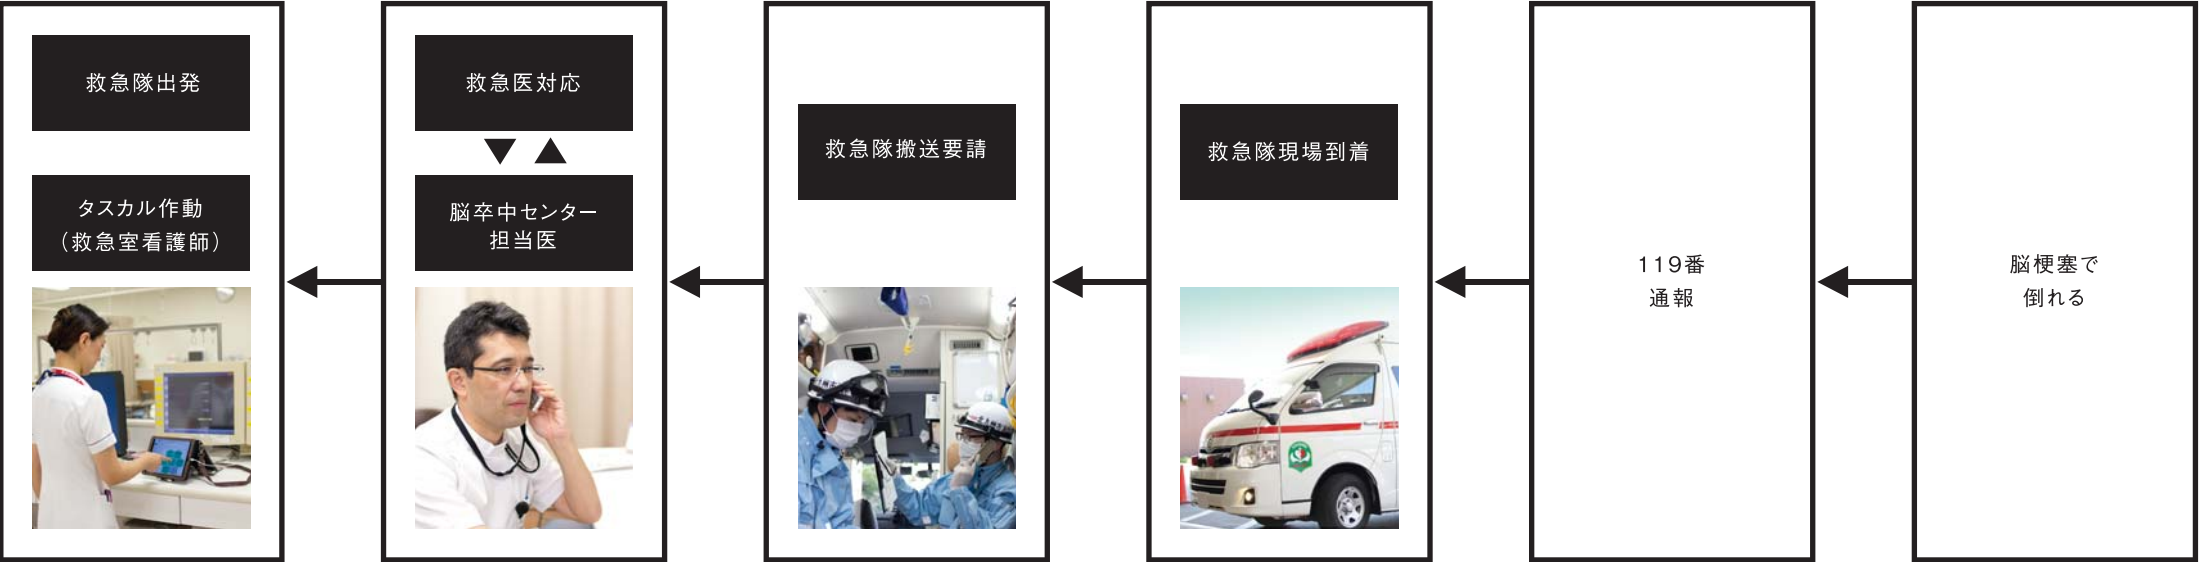 脳梗塞で
倒れる
119番
通報
救急隊現場到着
救急隊搬送要請
救急医対応
脳卒中センター
担当医
救急隊出発
タスカル作動
（救急室看護師）